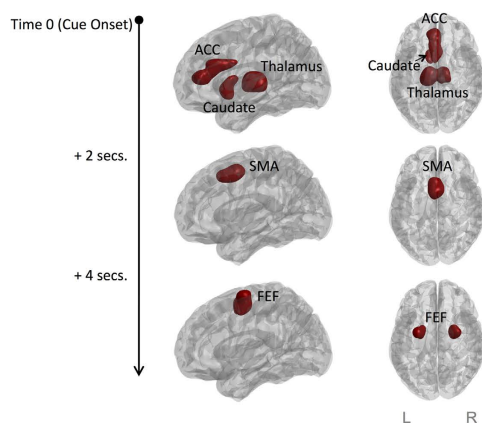 Time 0 (Cue Onset)
ACC
Thalamus
Caudate
ACC
Caudate
Thalamus
+ 2 secs.
SMA
SMA
+ 4 secs.
FEF
FEF
L R